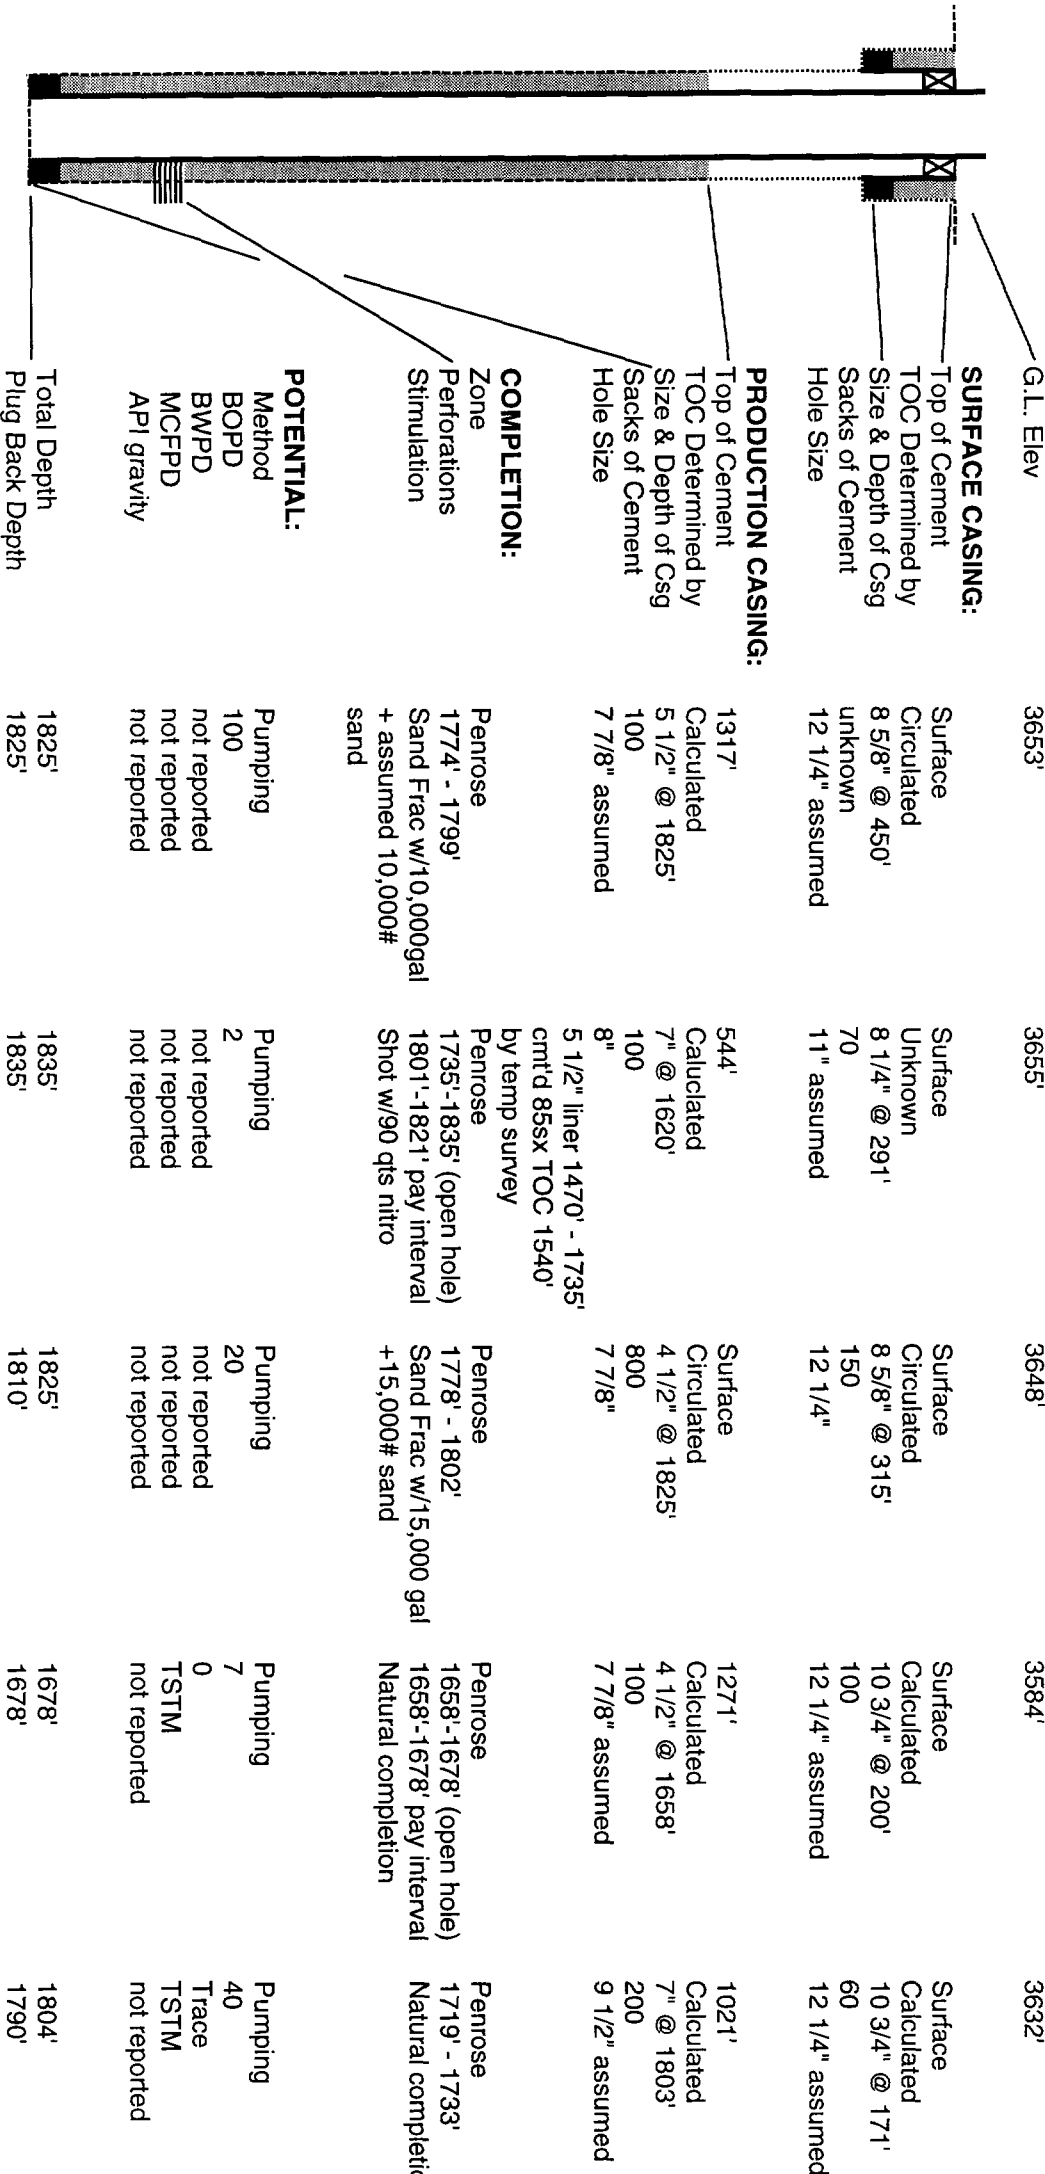 G.L. Elev 3653' 3655' 3648' 3584' 3632'
SURFACE CASING:
Top of Cement Surface Surface Surface Surface Surface
TOC Determined by Circulated Unknown Circulated Calculated Calculated
Size & Depth of Csg 8 5/8" @ 450' 8 1/4" @ 291' 8 5/8" @ 315' 10 3/4" @ 200' 10 3/4" @ 171'
Sacks of Cement unknown 70 150 100 60
Hole Size 12 1/4" assumed 11" assumed 12 1/4" 12 1/4" assumed 12 1/4" assumed
PRODUCTION CASING:
Top of Cement 1317' 544' Surface 1271' 1021'
TOC Determined by Calculated Caluclated Circulated Calculated Calculated
Size & Depth of Csg 5 1/2" @ 1825' 7" @ 1620' 4 1/2" @ 1825' 4 1/2" @ 1658' 7" @ 1803'
Sacks of Cement 100 100 800 100 200
Hole Size 7 7/8" assumed 8" 7 7/8" 7 7/8" assumed 9 1/2" assumed
5 1/2" liner 1470' - 1735'
cmt'd 85sx TOC 1540'
COMPLETION: by temp survey
Zone Penrose Penrose Penrose Penrose Penrose
Perforations 1774' - 1799' 1735'-1835' (open hole) 1778' - 1802' 1658'-1678' (open hole) 1719' - 1733'
Stimulation Sand Frac w/10,000gal 1801'-1821' pay interval Sand Frac w/15,000 gal 1658'-1678' pay interval Natural
+ assumed 10,000# Shot w/90 qts nitro +15,000# sand Natural completion
sand
POTENTIAL:
Method Pumping Pumping Pumping Pumping Pumping
BOPD 100 2 20 7 40
BWPD not reported not reported not reported 0 Trace
MCFPD not reported not reported not reported TSTM TSTM
API gravity not reported not reported not reported not reported not reported
Total Depth 1825' 1835' 1825' 1678' 1804'
Plug Back Depth 1825' 1835' 1810' 1678' 1790'